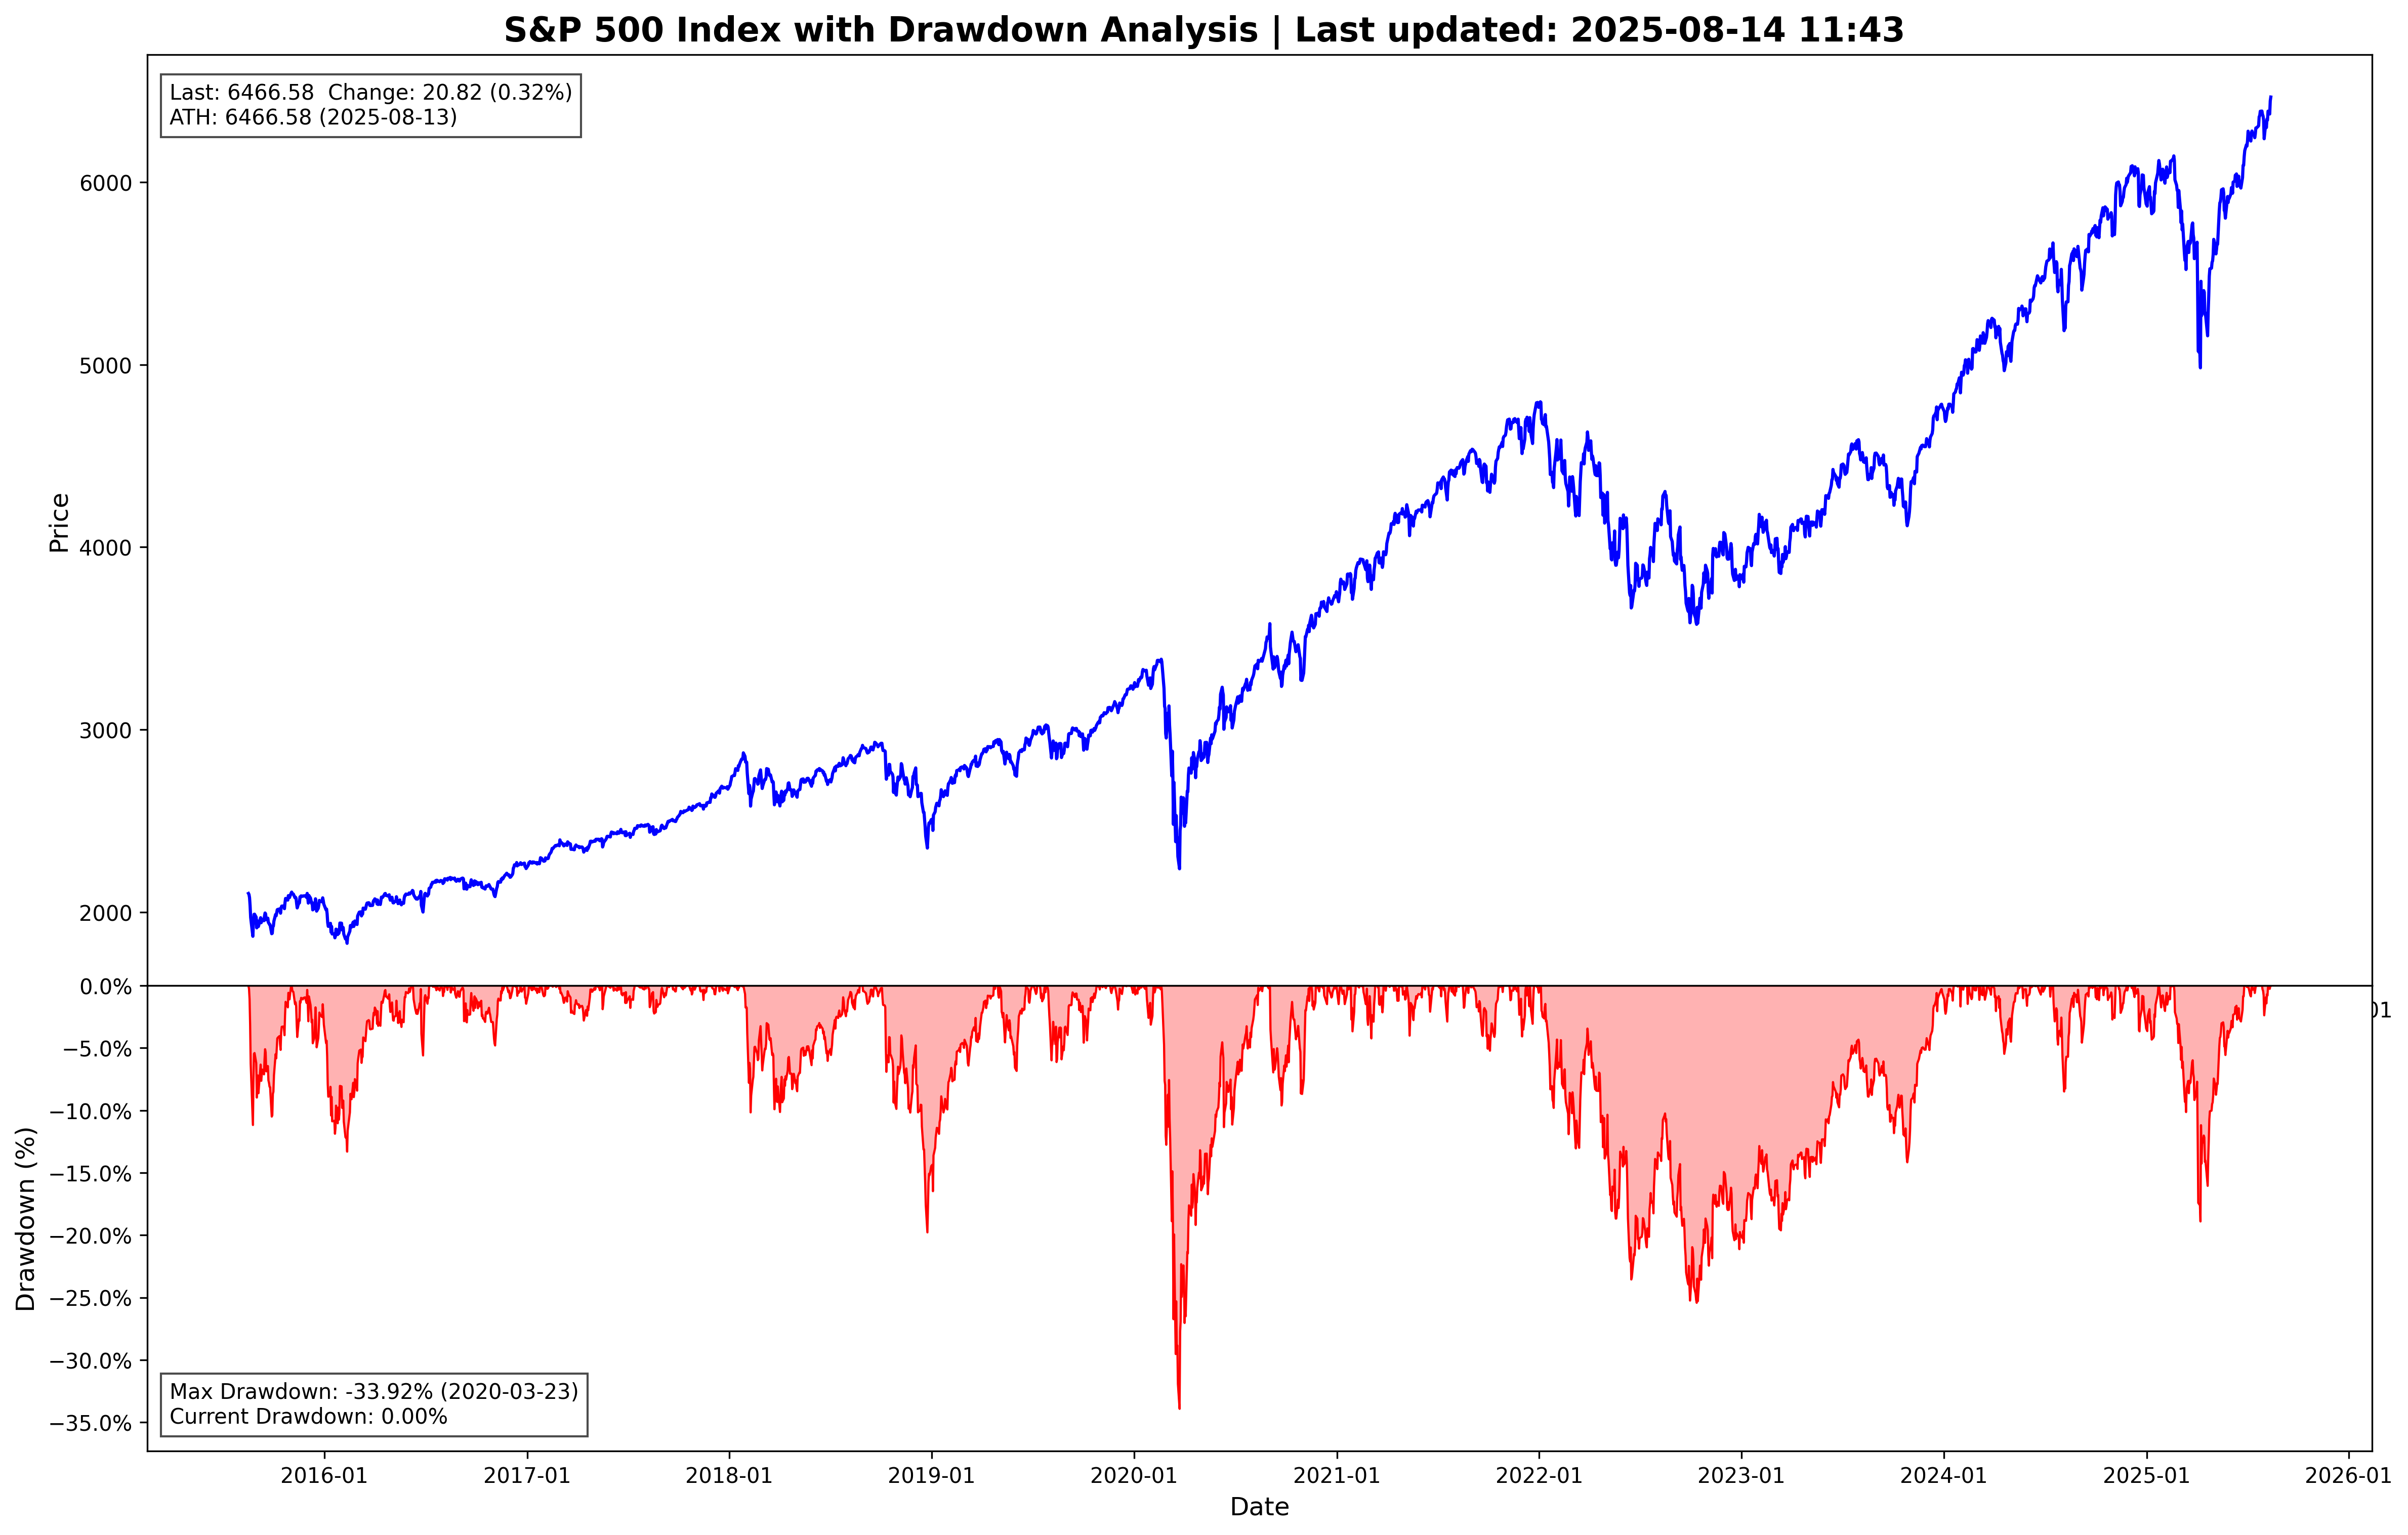 S&P 500 Index with Drawdown Analysis | Last updated: 2025-08-14 11:43
Last: 6466.58  Change: 20.82 (0.32%)
ATH: 6466.58 (2025-08-13)
Price
6000
5000
4000
3000
2000
0.0%
01
−5.0%
−10.0%
−15.0%
−20.0%
−25.0%
−30.0%
−35.0%
Drawdown (%)
Max Drawdown: -33.92% (2020-03-23)
Current Drawdown: 0.00%
2016-01 2017-01 2018-01 2019-01 2020-01 2021-01 2022-01 2023-01 2024-01 2025-01 2026-01
Date